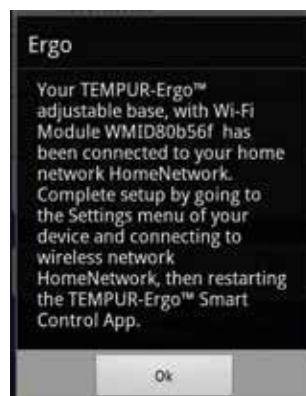 Ergo
Your TEMPUR-Ergo™
adjustable base, with Wi-Fi
Module WMID80b56f has
been connected to your home
network HomeNetwork.
Complete setup by going to
the Settings menu of your
device and connecting to
wireless network
HomeNetwork, then restarting
the TEMPUR-Ergo™ Smart
Control App.
Ok